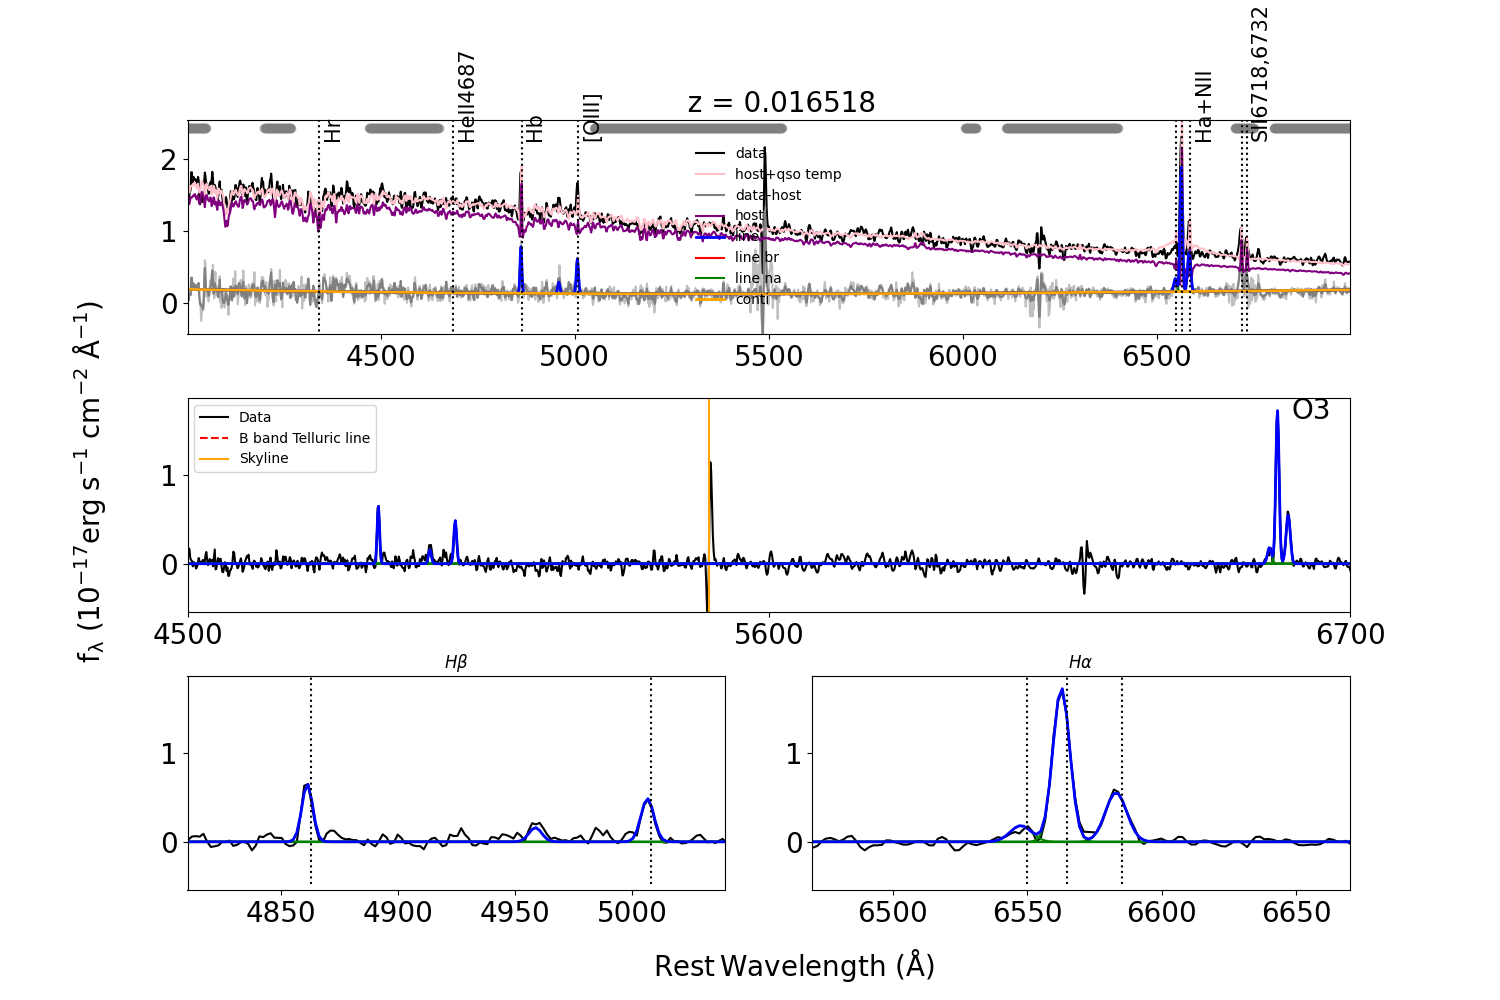 z = 0.016518
Hr
HeII4687
Hb
[OIII]
Ha+NII
SII6718,6732
data
host+qso temp
data-host
host
line
line br
line na
conti
2
1
0
4500
5000
5500
6000
6500
fλ (10−17erg s−1 cm−2 Å−1)
Data
B band Telluric line
Skyline
O3
1
0
4500
5600
6700
Hβ
1
0
4850
4900
4950
5000
Hα
1
0
6500
6550
6600
6650
Rest Wavelength (Å)